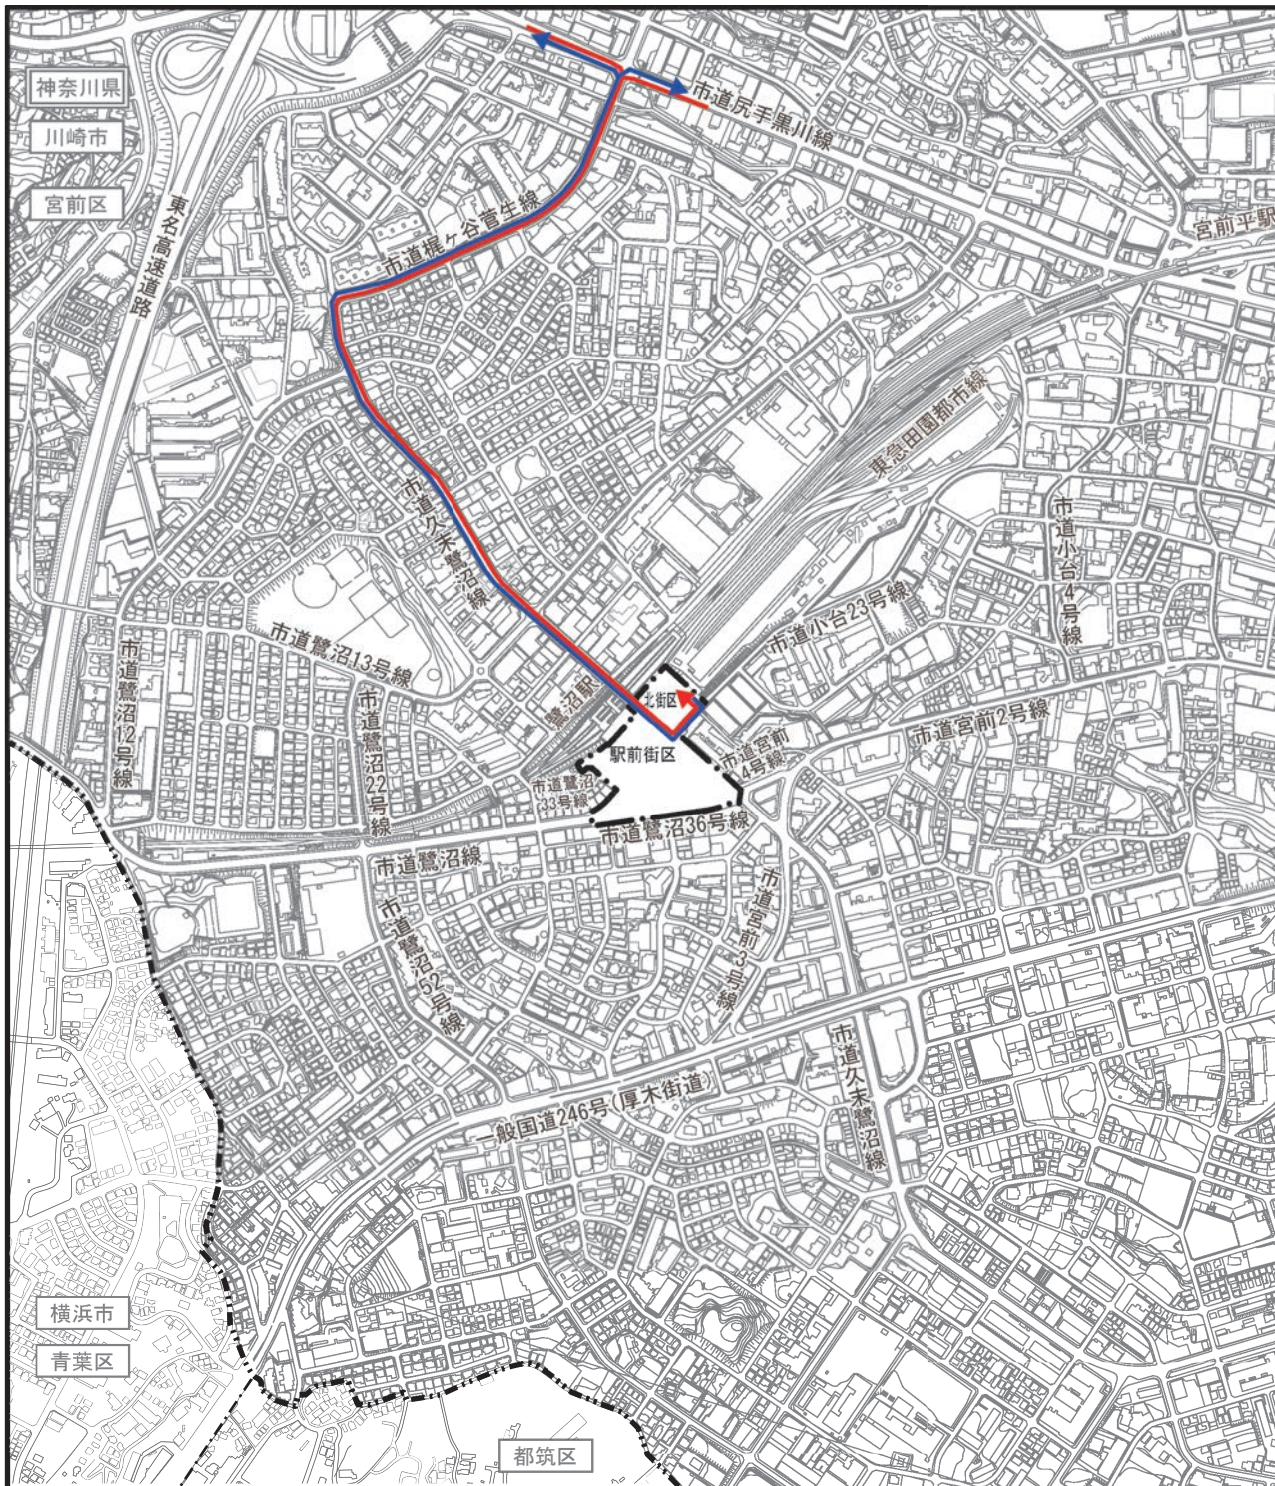 神奈川県
川崎市
宮前区
東名高速道路
市道尻手黒川線
市道梶ヶ谷菅生線
宮前平駅
東急田園都市線
市道久末鷺沼線
市道小台4号線
市道小台23号線
市道鷺沼13号線
市道鷺沼12号線
市道鷺沼22号線
鷺沼駅
北街区
駅前街区
市道宮前
4号線
市道宮前2号線
市道鷺沼
33号線
市道鷺沼36号線
市道鷺沼線
市道鷺沼52号線
市道宮前3号線
市道久末鷺沼線
一般国道246号(厚木街道)
横浜市
青葉区
都筑区